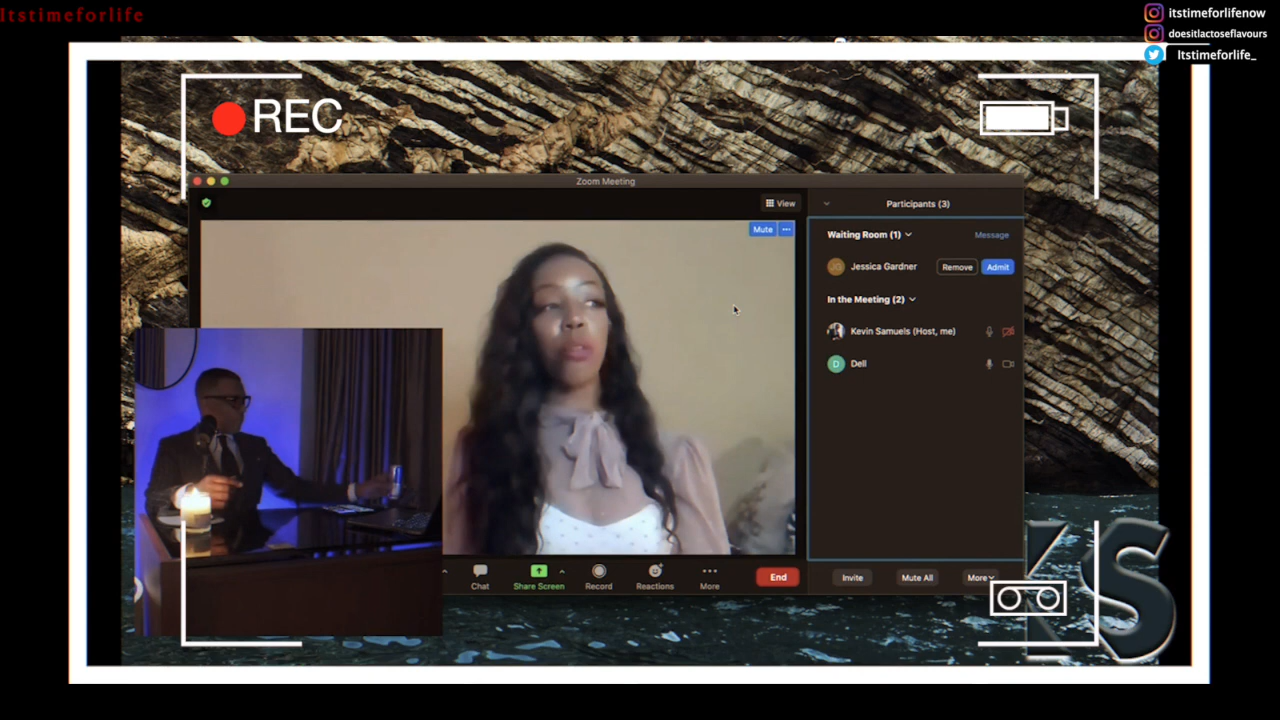 Itstimeforlife
itstimeforlifenow
doesitlactoseflavours
Itstimeforlife_
REC
Zoom Meeting
View
Participants (3)
Mute
Waiting Room (1)
Message
JG
Jessica Gardner
Remove
Admit
In the Meeting (2)
Kevin Samuels (Host, me)
D
Dell
Chat
Share Screen
Record
Reactions
More
End
Invite
Mute All
More
KS